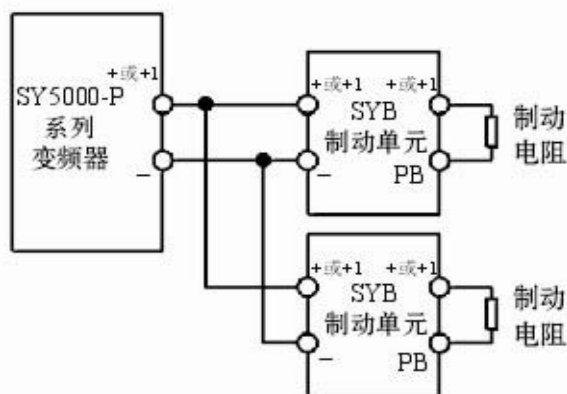 +或+1
SY5000-P
系列
变频器
−
+或+1 +或+1
SYB
制动单元
−
PB
制动
电阻
+或+1 +或+1
SYB
制动单元
−
PB
制动
电阻